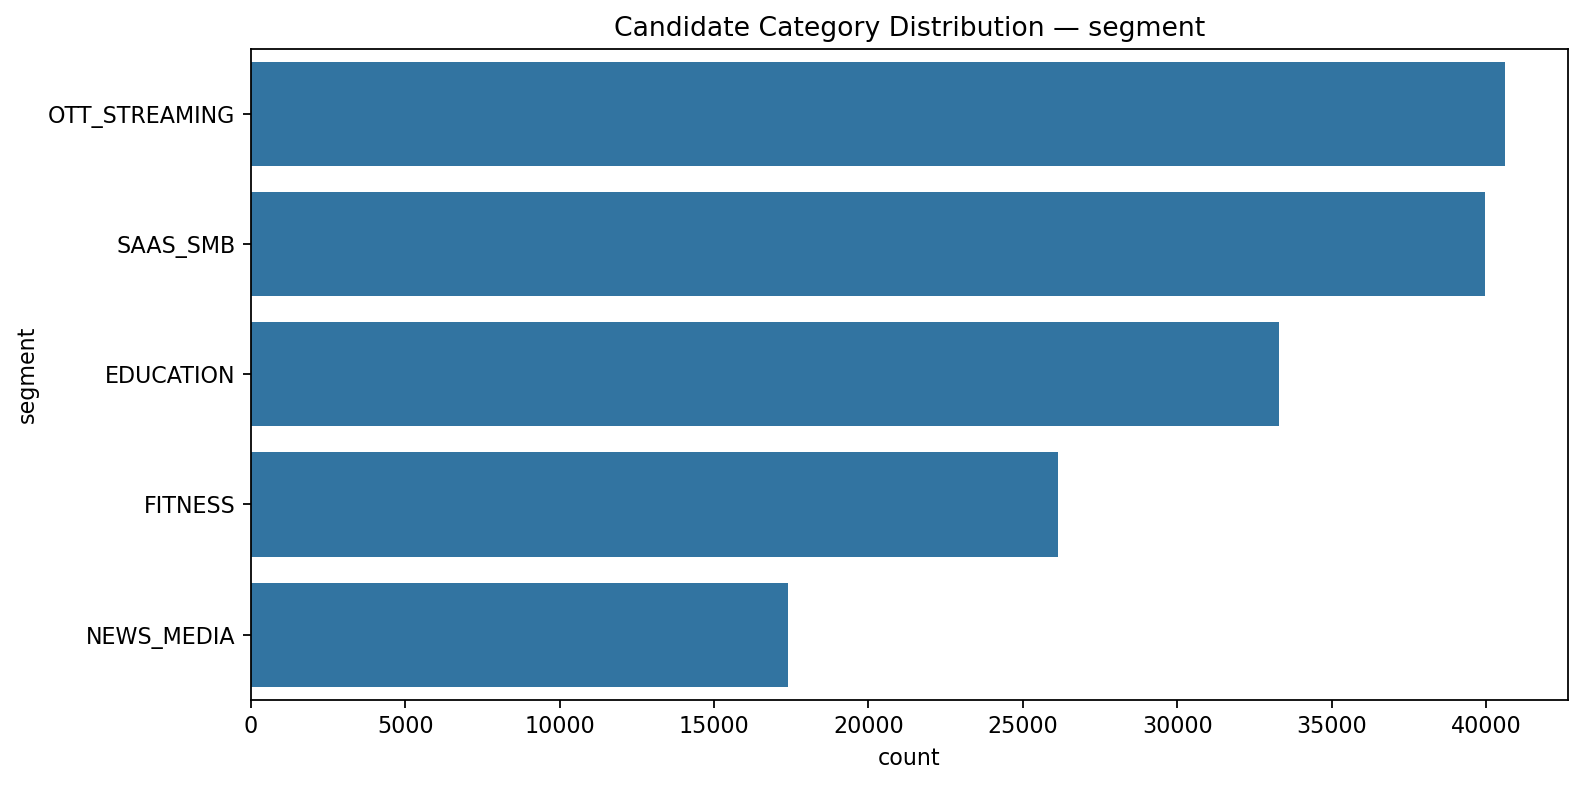 Candidate Category Distribution — segment
OTT_STREAMING
SAAS_SMB
EDUCATION
FITNESS
NEWS_MEDIA
segment
0 5000 10000 15000 20000 25000 30000 35000 40000
count